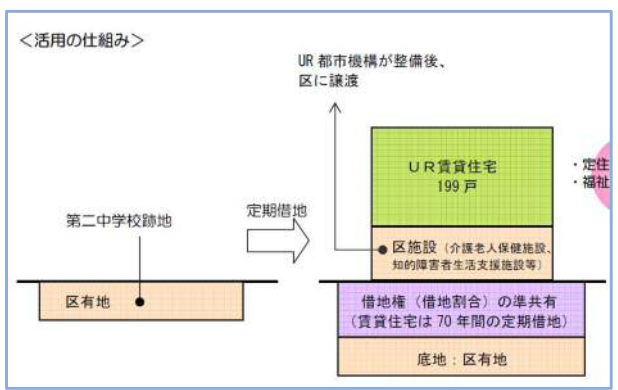 ＜活用の仕組み＞
UR 都市機構が整備後、
区に譲渡
ＵＲ賃貸住宅
199 戸
・定住
・福祉
第二中学校跡地
定期借地
区施設（介護老人保健施設、
知的障害者生活支援施設等）
区有地
借地権（借地割合）の準共有
（賃貸住宅は 70 年間の定期借地）
底地：区有地